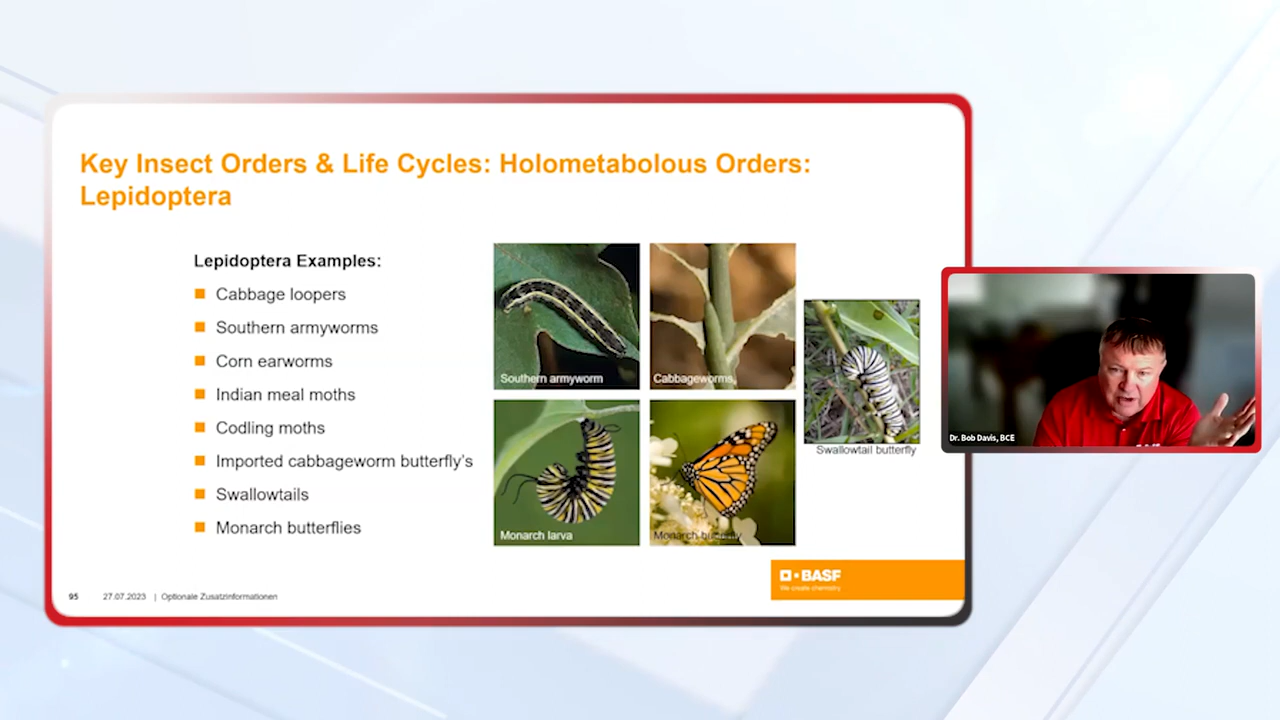 Key Insect Orders & Life Cycles: Holometabolous Orders:
Lepidoptera
Lepidoptera Examples:
Cabbage loopers
Southern armyworms
Corn earworms
Indian meal moths
Codling moths
Imported cabbageworm butterfly's
Swallowtails
Monarch butterflies
Southern armyworm
Cabbageworms,
Monarch larva
Monarch butterfly
Swallowtail butterfly
Dr. Bob Davis, BCE
BASF
We create chemistry
95 27.07.2023 | Optionale Zusatzinformationen